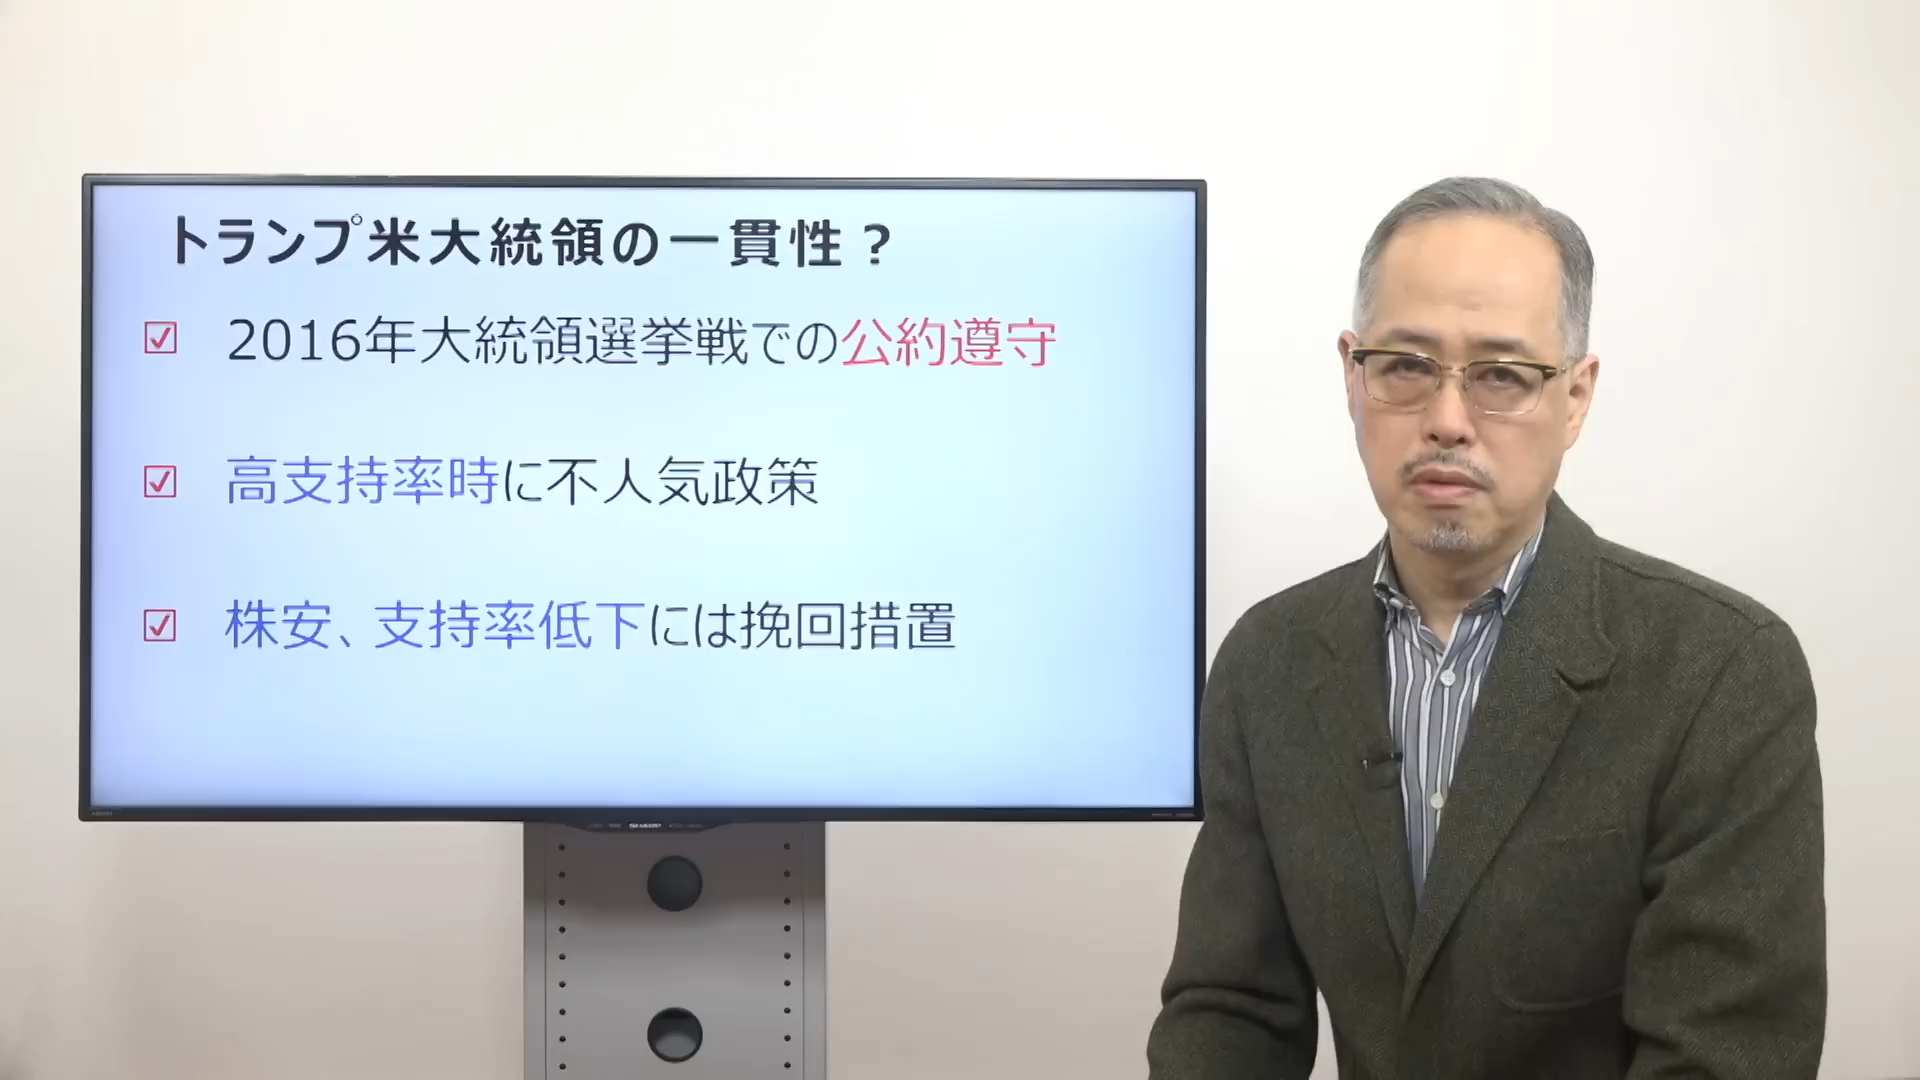 トランプ米大統領の一貫性？
2016年大統領選挙戦での公約遵守
高支持率時に不人気政策
株安、支持率低下には挽回措置